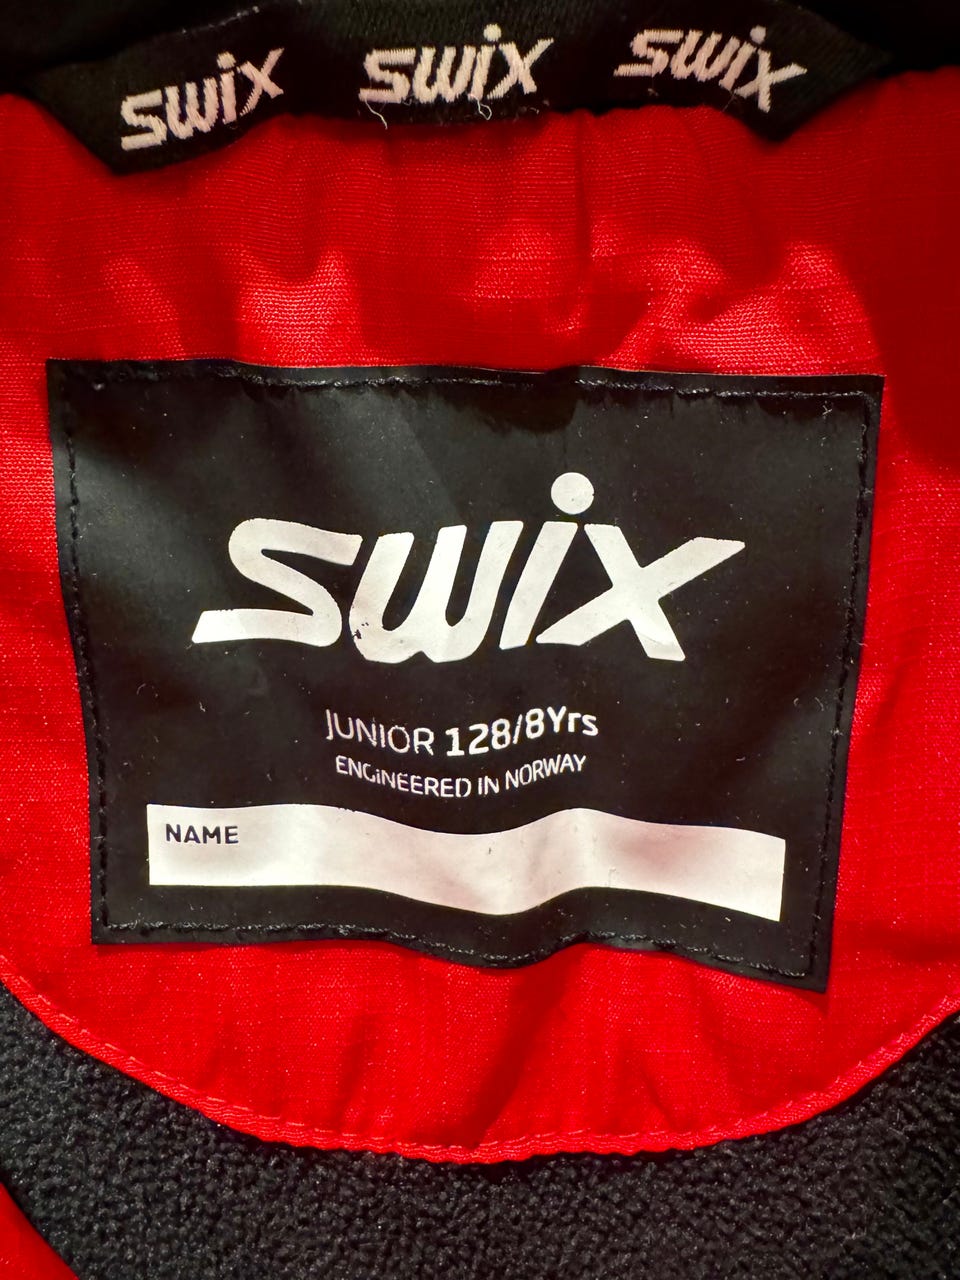 swix swix swix
swix
JUNIOR 128/8Yrs
ENGINEERED IN NORWAY
NAME